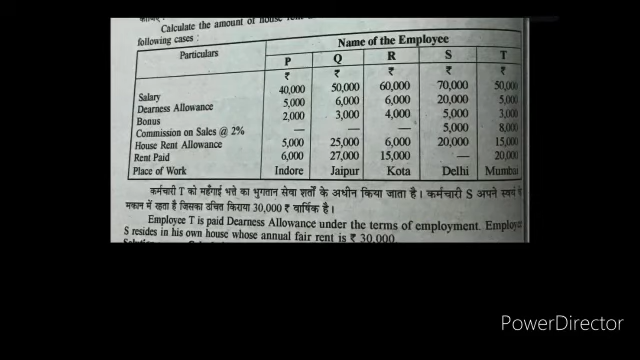 Calculate the amount of house rent
following cases :
Particulars Name of the Employee
P Q R S T
₹ ₹ ₹ ₹ ₹
Salary 40,000 50,000 60,000 70,000 50,000
Dearness Allowance 5,000 6,000 6,000 20,000 5,000
Bonus 2,000 3,000 4,000 5,000 3,000
Commission on Sales @ 2% — — — 5,000 8,000
House Rent Allowance 5,000 25,000 6,000 20,000 15,000
Rent Paid 6,000 27,000 15,000 — 20,000
Place of Work Indore Jaipur Kota Delhi Mumbai
कर्मचारी T को महँगाई भत्ते का भुगतान सेवा शर्तों के अधीन किया जाता है। कर्मचारी S अपने स्वयं के
मकान में रहता है जिसका उचित किराया 30,000 ₹ वार्षिक है।
Employee T is paid Dearness Allowance under the terms of employment. Employee
S resides in his own house whose annual fair rent is ₹ 30,000.
PowerDirector